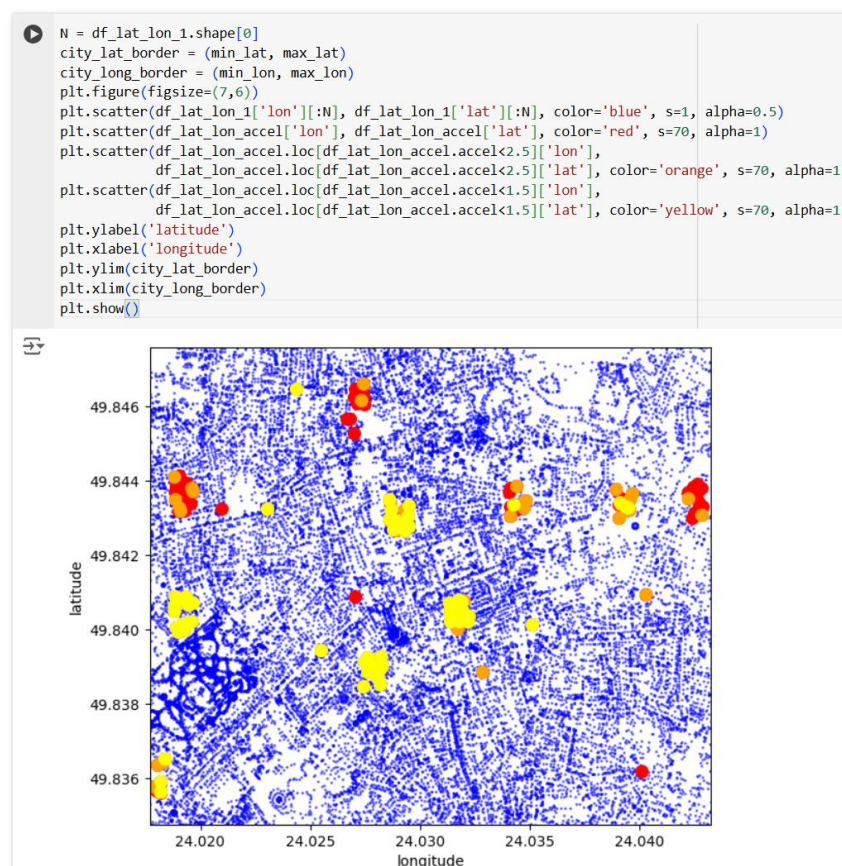 N = df_lat_lon_1.shape[0]
city_lat_border = (min_lat, max_lat)
city_long_border = (min_lon, max_lon)
plt.figure(figsize=(7,6))
plt.scatter(df_lat_lon_1['lon'][:N], df_lat_lon_1['lat'][:N], color='blue', s=1, alpha=0.5)
plt.scatter(df_lat_lon_accel['lon'], df_lat_lon_accel['lat'], color='red', s=70, alpha=1)
plt.scatter(df_lat_lon_accel.loc[df_lat_lon_accel.accel<2.5]['lon'],
df_lat_lon_accel.loc[df_lat_lon_accel.accel<2.5]['lat'], color='orange', s=70, alpha=1
plt.scatter(df_lat_lon_accel.loc[df_lat_lon_accel.accel<1.5]['lon'],
df_lat_lon_accel.loc[df_lat_lon_accel.accel<1.5]['lat'], color='yellow', s=70, alpha=1
plt.ylabel('latitude')
plt.xlabel('longitude')
plt.ylim(city_lat_border)
plt.xlim(city_long_border)
plt.show()
49.846
49.844
49.842
49.840
49.838
49.836
latitude
24.020 24.025 24.030 24.035 24.040
longitude